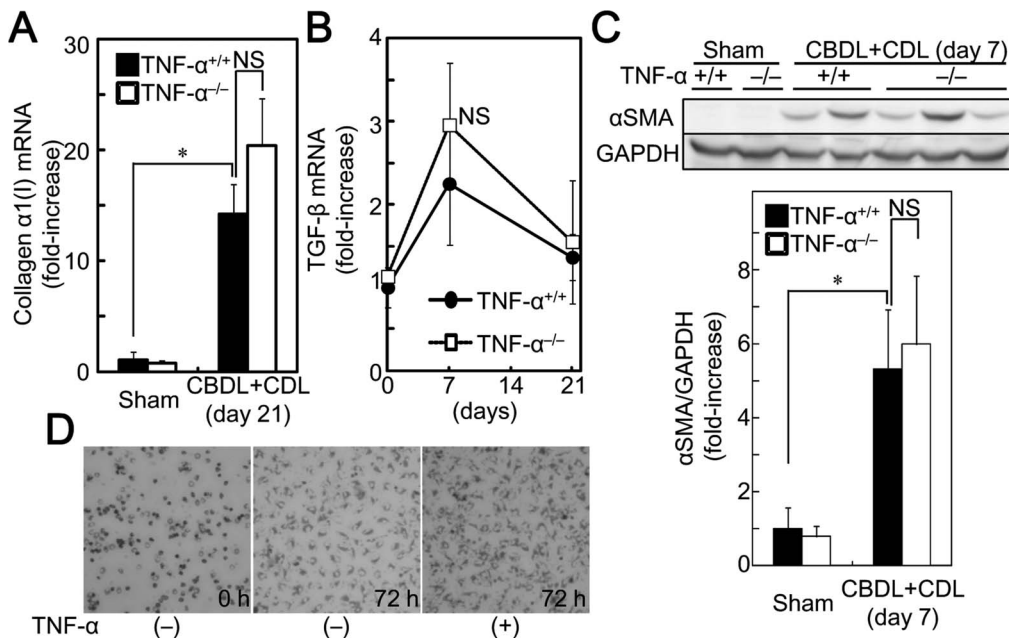 A
Collagen α1(I) mRNA
(fold-increase)
30
20
10
0
TNF-α+/+
TNF-α–/–
NS
*
Sham
CBDL+CDL
(day 21)
B
TGF-β mRNA
(fold-increase)
4
3
2
1
0
NS
TNF-α+/+
TNF-α–/–
0
7
14
21
(days)
C
Sham
CBDL+CDL (day 7)
TNF-α
+/+
–/–
+/+
–/–
αSMA
GAPDH
αSMA/GAPDH
(fold-increase)
8
6
4
2
0
TNF-α+/+
TNF-α–/–
NS
*
Sham
CBDL+CDL
(day 7)
D
0 h
72 h
72 h
TNF-α
(–)
(–)
(+)